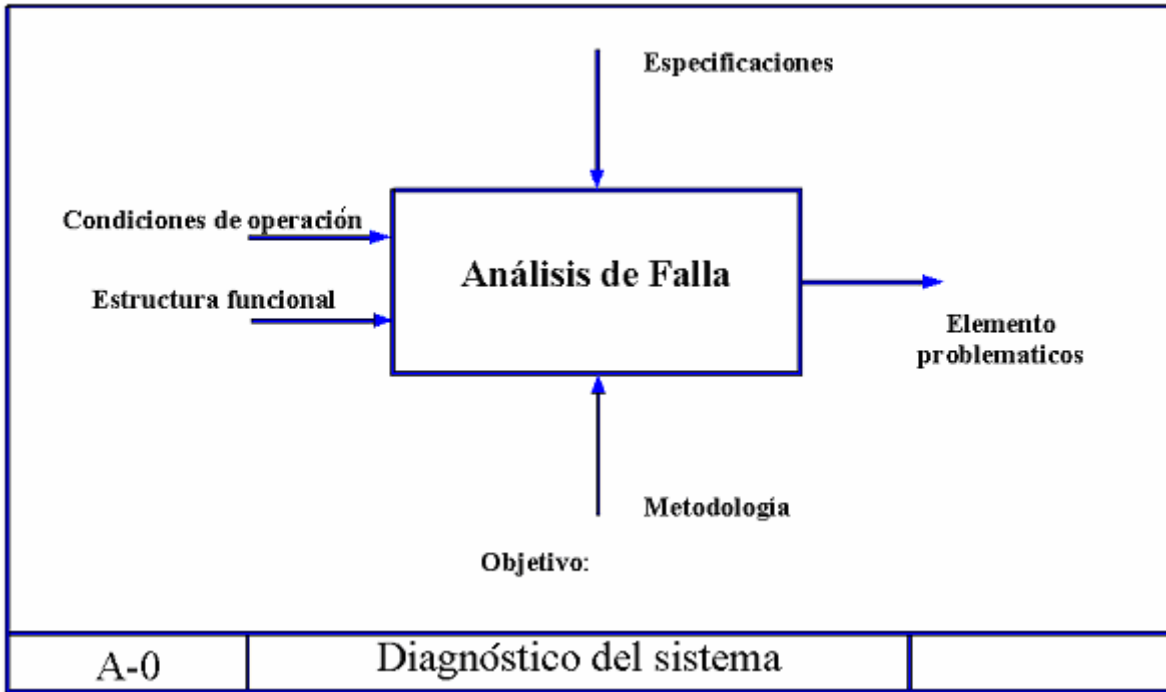 Especificaciones
Condiciones de operación
Estructura funcional
Análisis de Falla
Elemento
problematicos
Metodología
Objetivo:
A-0
Diagnóstico del sistema